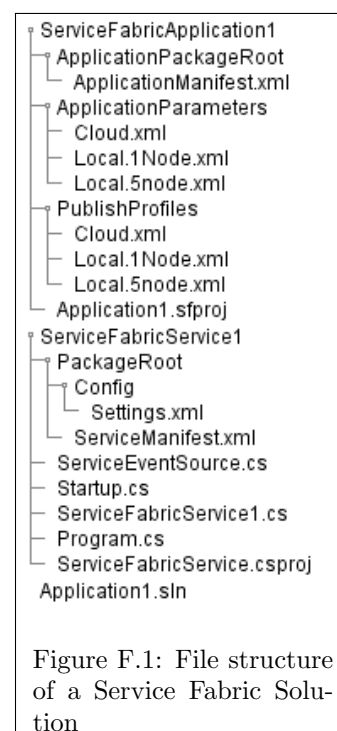 ServiceFabricApplication1
ApplicationPackageRoot
ApplicationManifest.xml
ApplicationParameters
Cloud.xml
Local.1Node.xml
Local.5node.xml
PublishProfiles
Cloud.xml
Local.1Node.xml
Local.5node.xml
Application1.sfproj
ServiceFabricService1
PackageRoot
Config
Settings.xml
ServiceManifest.xml
ServiceEventSource.cs
Startup.cs
ServiceFabricService1.cs
Program.cs
ServiceFabricService.csproj
Application1.sln
Figure F.1: File structure
of a Service Fabric Solu-
tion